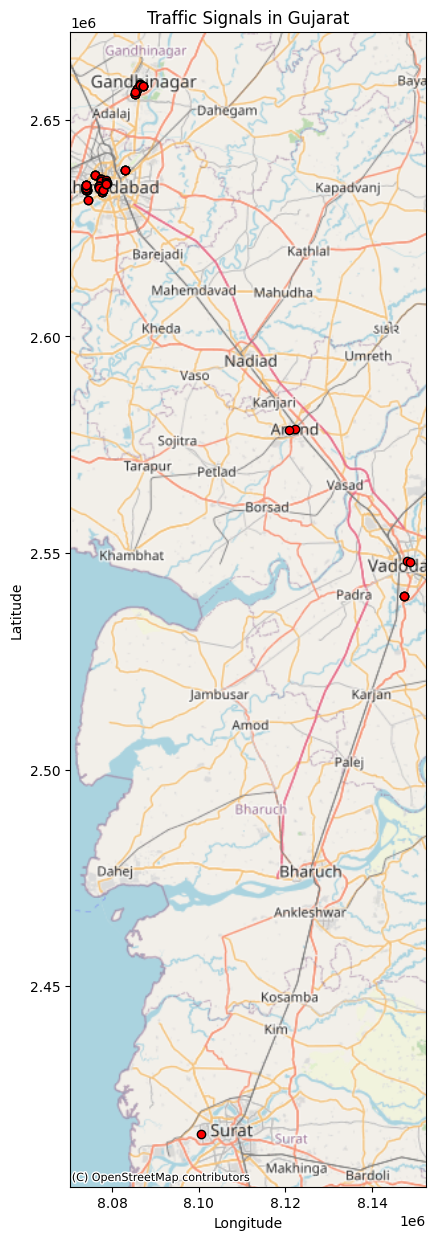 Traffic Signals in Gujarat
1e6
Gandhinagar
Gandhinagar
Baya
2.65
Adalaj
Dahegam
Kapadvanj
dabad
Barejadi
Kathlal
Mahemdavad
Mahudha
2.60
Kheda
Umreth
Nadiad
Vaso
Kanjari
Sojitra
Anand
Tarapur
Petlad
Vasad
Borsad
2.55
Khambhat
Vadoda
Padra
Latitude
Jambusar
Karjan
Amod
2.50
Palej
Bharuch
Dahej
Bharuch
Ankleshwar
2.45
Kosamba
Kim
Surat
Surat
Makhinga
Bardoli
(C) OpenStreetMap contributors
8.08
8.10
8.12
8.14
Longitude
1e6